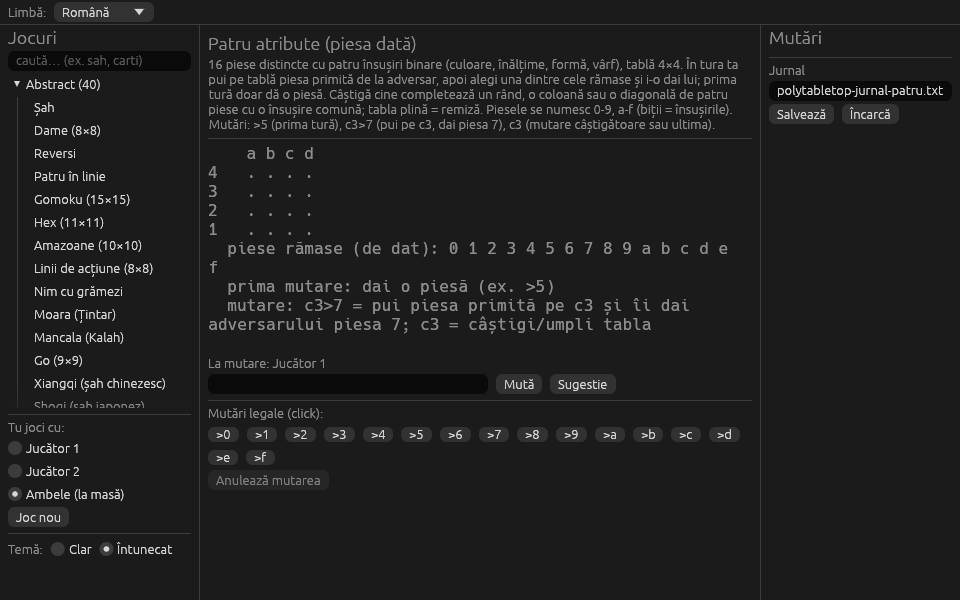 Limbă: Română
Jocuri
caută... (ex. sah, carti)
Abstract (40)
Șah
Dame (8×8)
Reversi
Patru în linie
Gomoku (15×15)
Hex (11×11)
Amazoane (10×10)
Linii de acțiune (8×8)
Nim cu grămezi
Moara (Țintar)
Mancala (Kalah)
Go (9×9)
Xiangqi (șah chinezesc)
Shogi (șah japonez)
Tu joci cu:
Jucător 1
Jucător 2
Ambele (la masă)
Joc nou
Temă: Clar Întunecat
Patru atribute (piesa dată)
16 piese distincte cu patru însușiri binare (culoare, înălțime, formă, vârf), tablă 4×4. În tura ta
pui pe tablă piesa primită de la adversar, apoi alegi una dintre cele rămase și i-o dai lui; prima
tură doar dă o piesă. Câștigă cine completează un rând, o coloană sau o diagonală de patru
piese cu o însușire comună; tabla plină = remiză. Piesele se numesc 0-9, a-f (biții = însușirile).
Mutări: >5 (prima tură), c3>7 (pui pe c3, dai piesa 7), c3 (mutare câștigătoare sau ultima).
a b c d
4 . . . .
3 . . . .
2 . . . .
1 . . . .
piese rămase (de dat): 0 1 2 3 4 5 6 7 8 9 a b c d e
f
prima mutare: dai o piesă (ex. >5)
mutare: c3>7 = pui piesa primită pe c3 și îi dai
adversarului piesa 7; c3 = câștigi/umpli tabla
La mutare: Jucător 1
Mută Sugestie
Mutări legale (click):
>0 >1 >2 >3 >4 >5 >6 >7 >8 >9 >a >b >c >d
>e >f
Anulează mutarea
Mutări
Jurnal
polytabletop-jurnal-patru.txt
Salvează Încarcă